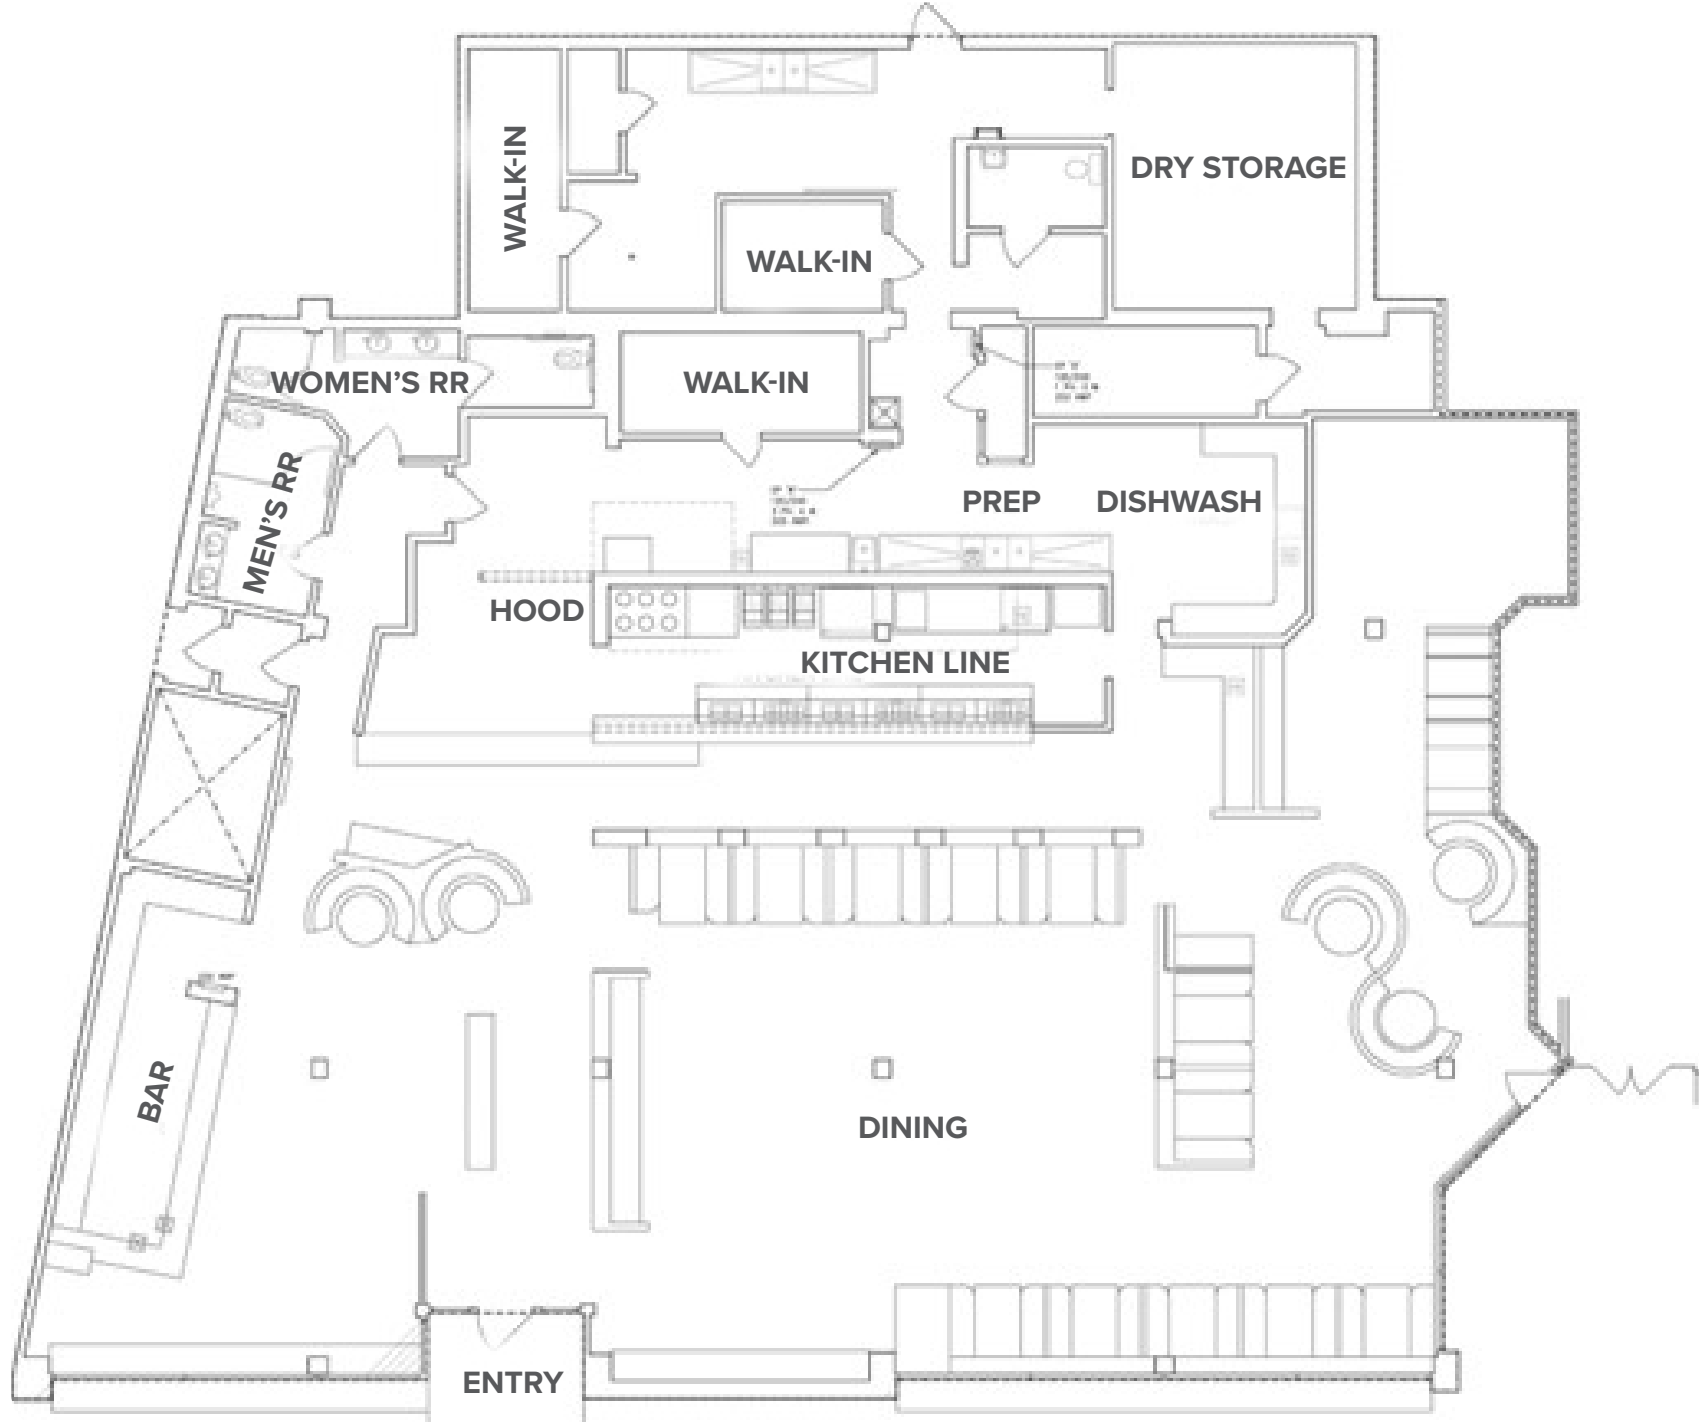 WALK-IN
DRY STORAGE
WALK-IN
WOMEN’S RR
WALK-IN
MEN’S RR
PREP
DISHWASH
HOOD
KITCHEN LINE
BAR
DINING
ENTRY